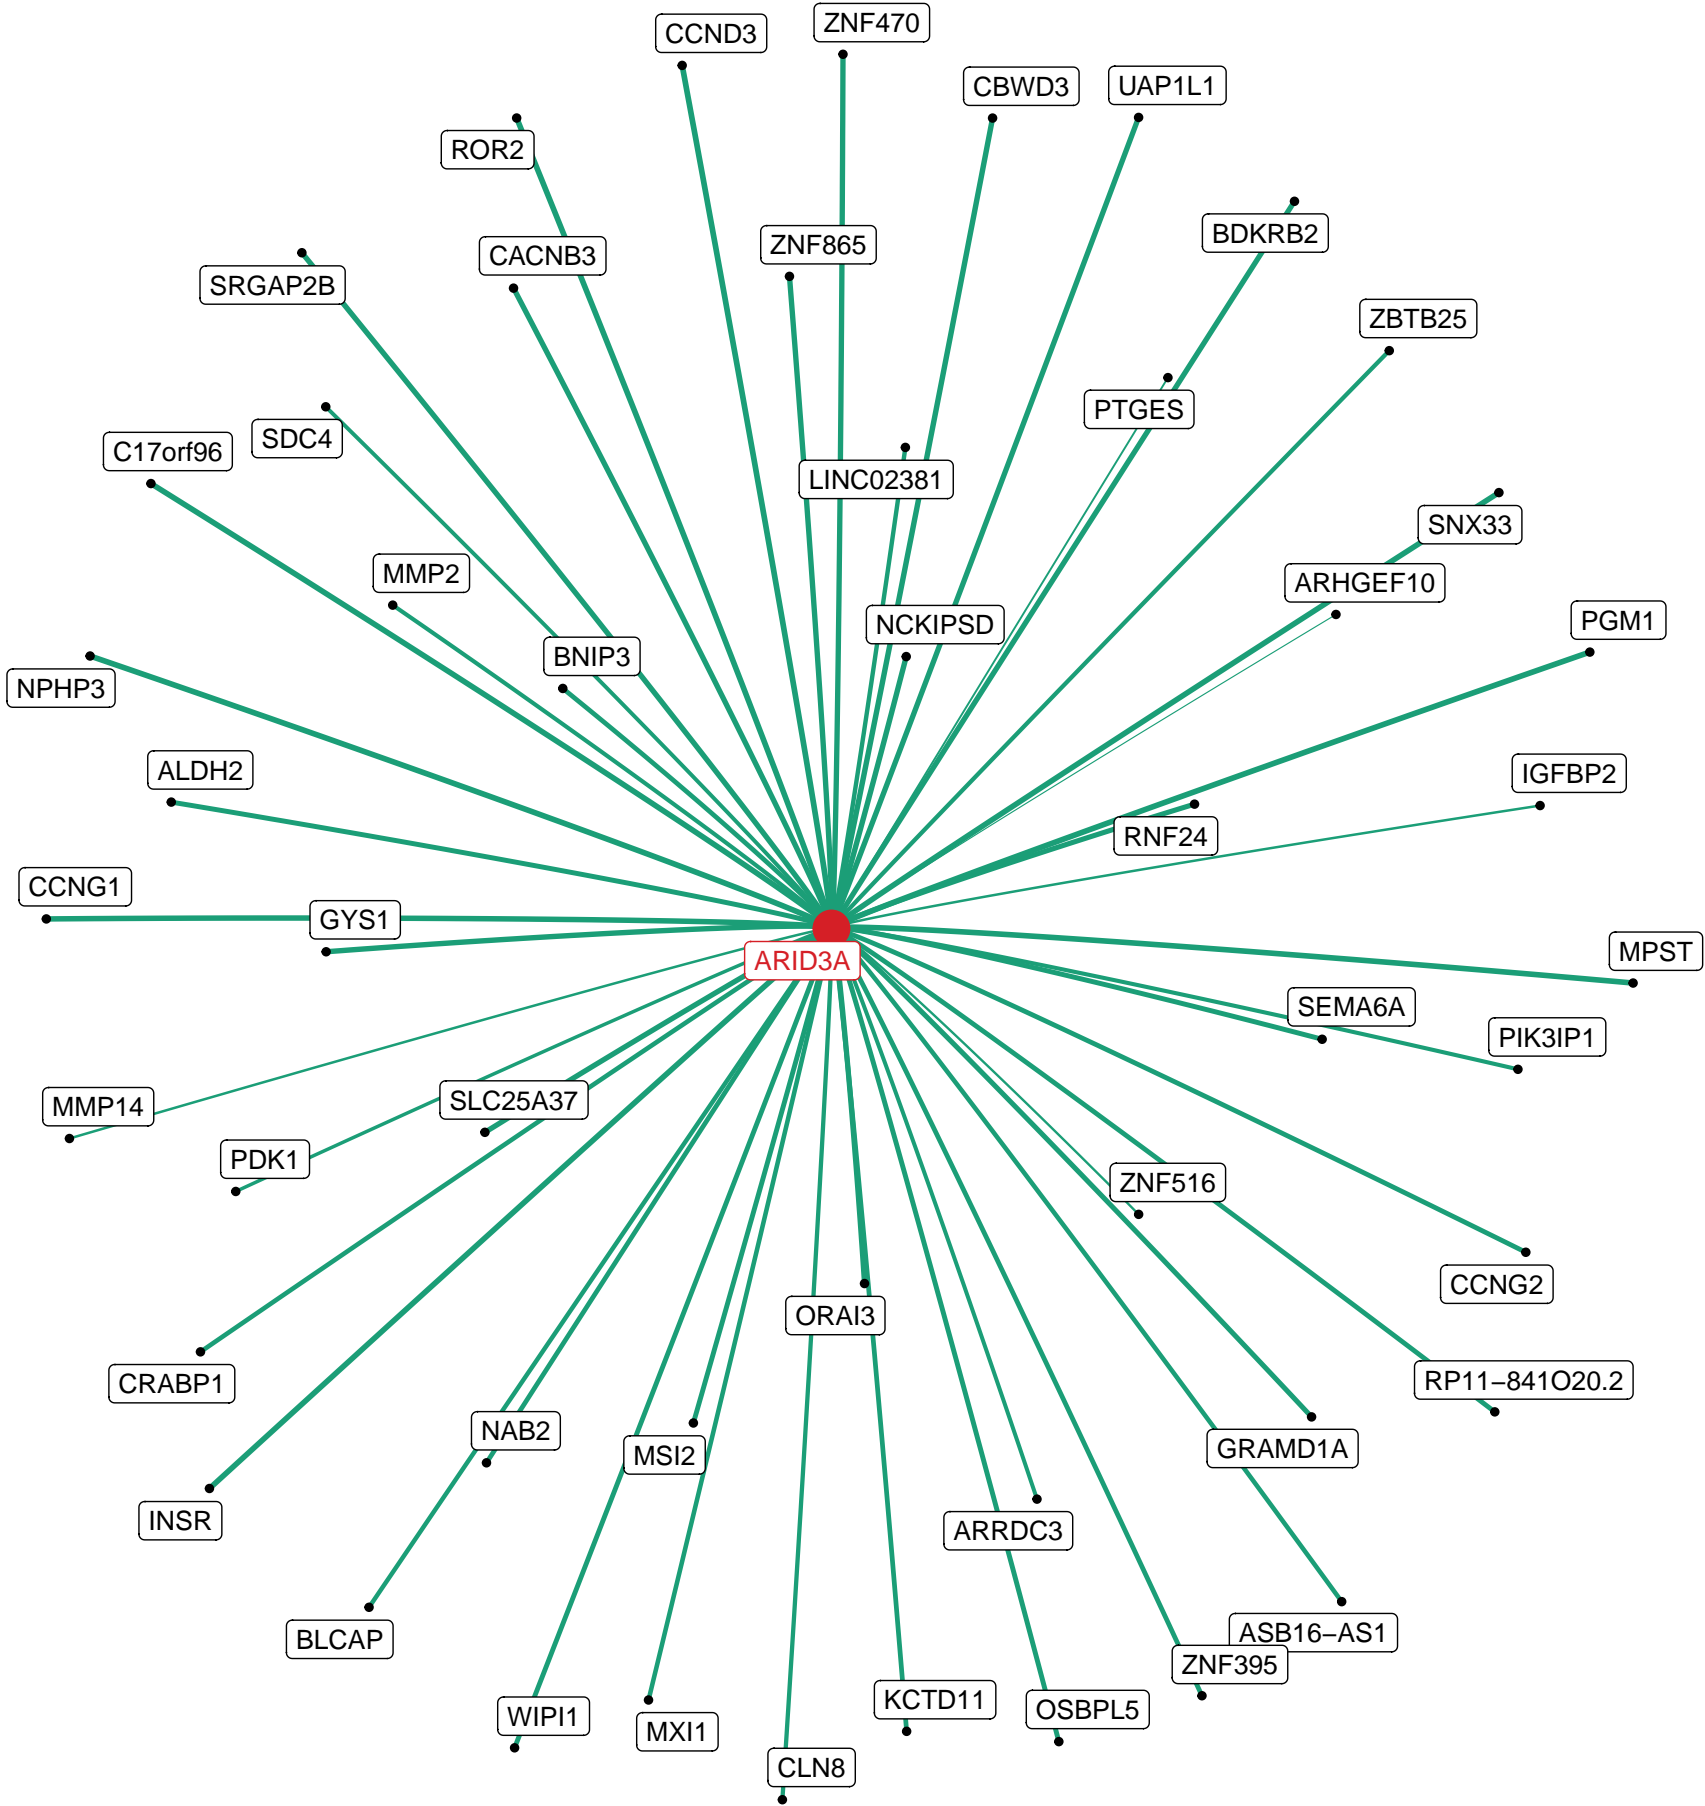 ZNF470
CCND3
CBWD3
UAP1L1
ROR2
BDKRB2
ZNF865
CACNB3
SRGAP2B
ZBTB25
PTGES
SDC4
C17orf96
LINC02381
SNX33
MMP2
ARHGEF10
PGM1
NCKIPSD
BNIP3
NPHP3
ALDH2
IGFBP2
RNF24
CCNG1
GYS1
MPST
ARID3A
SEMA6A
PIK3IP1
SLC25A37
MMP14
PDK1
ZNF516
CCNG2
ORAI3
RP11−841O20.2
CRABP1
NAB2
GRAMD1A
MSI2
INSR
ARRDC3
ASB16−AS1
BLCAP
ZNF395
KCTD11
OSBPL5
WIPI1
MXI1
CLN8